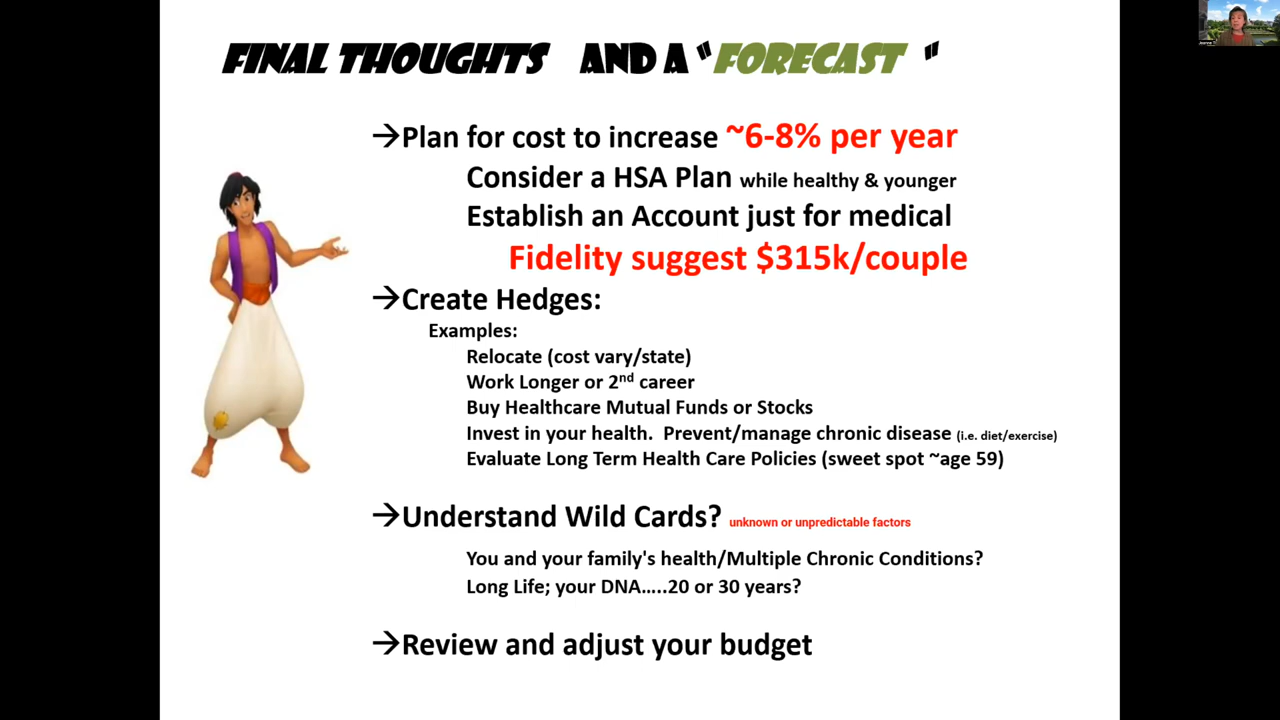 FINAL THOUGHTS AND A "FORECAST "
→Plan for cost to increase ~6-8% per year
Consider a HSA Plan while healthy & younger
Establish an Account just for medical
Fidelity suggest $315k/couple
→Create Hedges:
Examples:
Relocate (cost vary/state)
Work Longer or 2nd career
Buy Healthcare Mutual Funds or Stocks
Invest in your health. Prevent/manage chronic disease (i.e. diet/exercise)
Evaluate Long Term Health Care Policies (sweet spot ~age 59)
→Understand Wild Cards? unknown or unpredictable factors
You and your family's health/Multiple Chronic Conditions?
Long Life; your DNA…..20 or 30 years?
→Review and adjust your budget